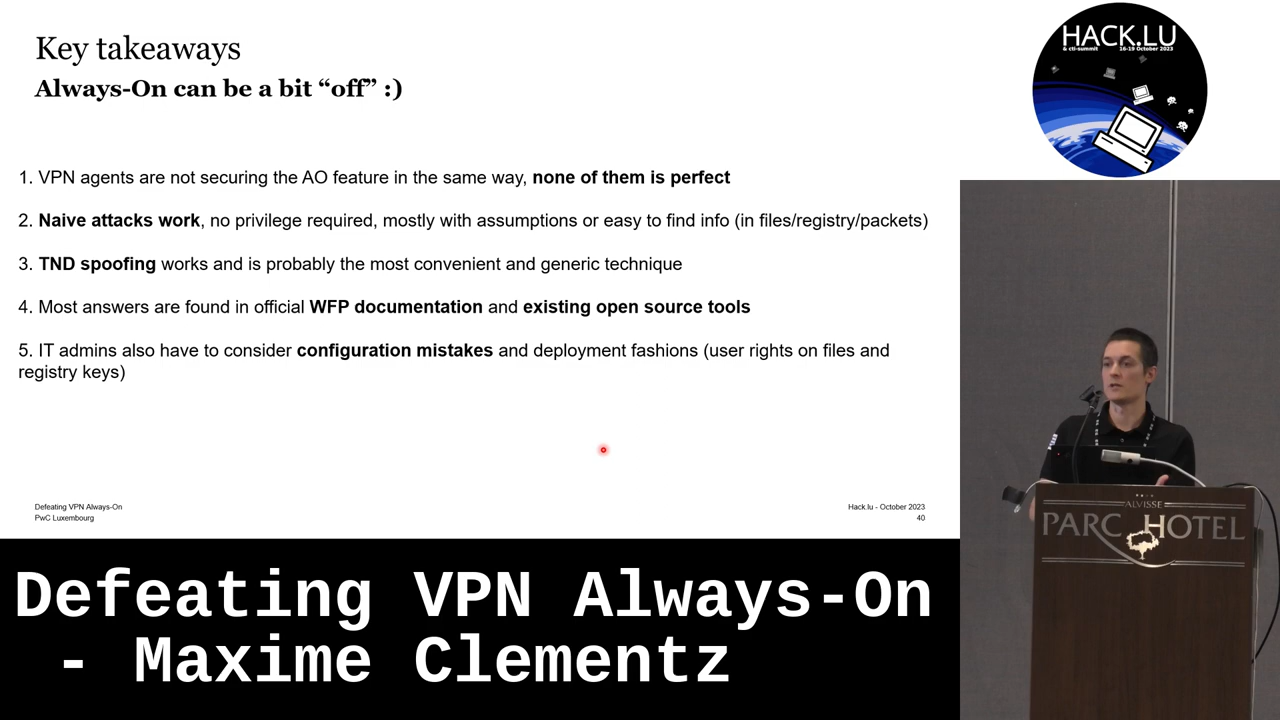 Key takeaways
Always-On can be a bit “off” :)
1. VPN agents are not securing the AO feature in the same way, none of them is perfect
2. Naive attacks work, no privilege required, mostly with assumptions or easy to find info (in files/registry/packets)
3. TND spoofing works and is probably the most convenient and generic technique
4. Most answers are found in official WFP documentation and existing open source tools
5. IT admins also have to consider configuration mistakes and deployment fashions (user rights on files and
registry keys)
Defeating VPN Always-On
PwC Luxembourg
Hack.lu - October 2023
40
HACK.LU
& cti-summit 16-19 October 2023
ALVISSE
PARC HOTEL
Defeating VPN Always-On
- Maxime Clementz